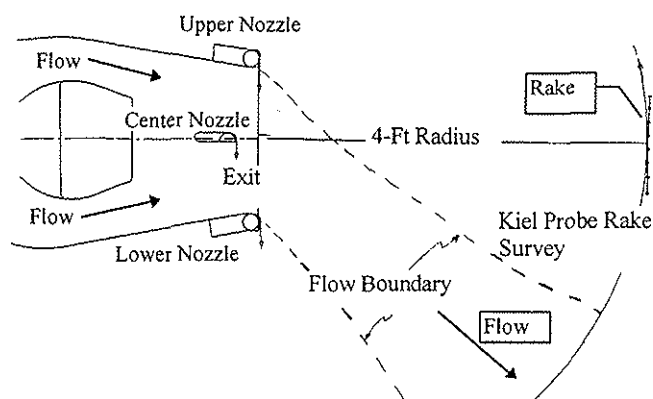 Upper Nozzle
Flow
Center Nozzle
Exit
Flow
Lower Nozzle
4-Ft Radius
Rake
Kiel Probe Rake
Survey
Flow Boundary
Flow